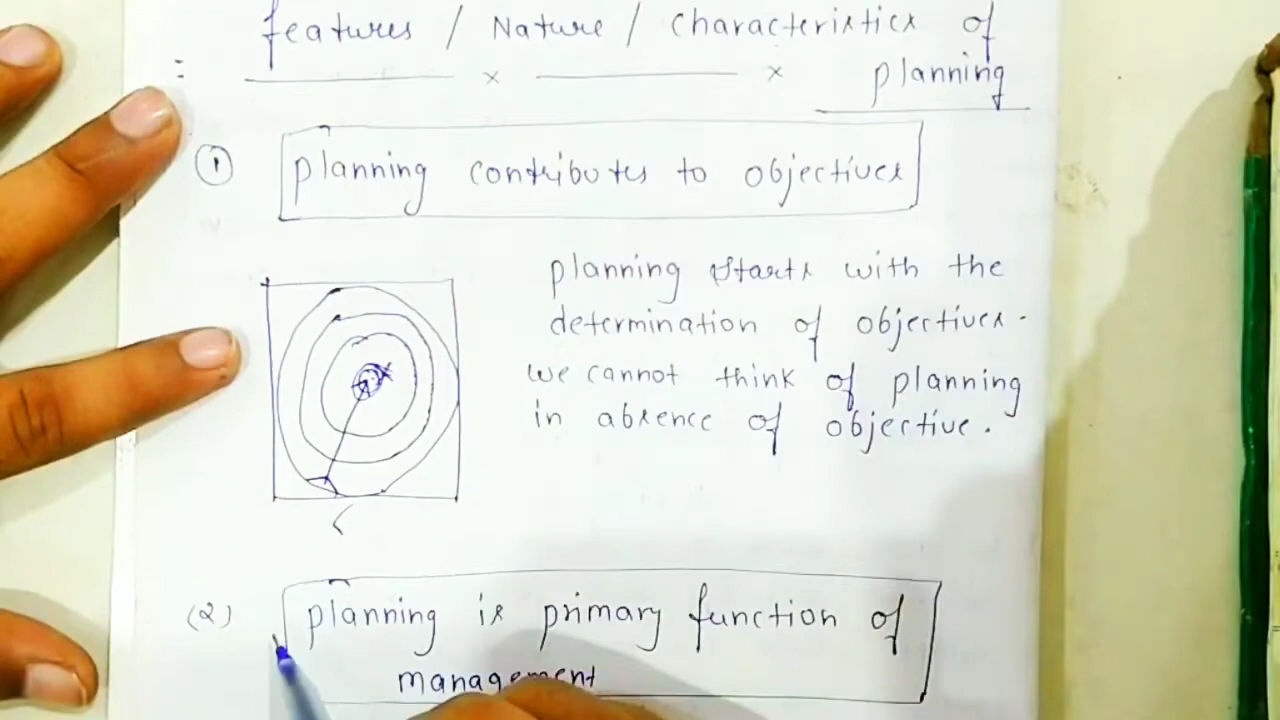 features / Nature / Characteristics of
planning
① planning contributes to objectives
planning starts with the
determination of objectives.
we cannot think of planning
in absence of objective.
(2) planning is primary function of
management